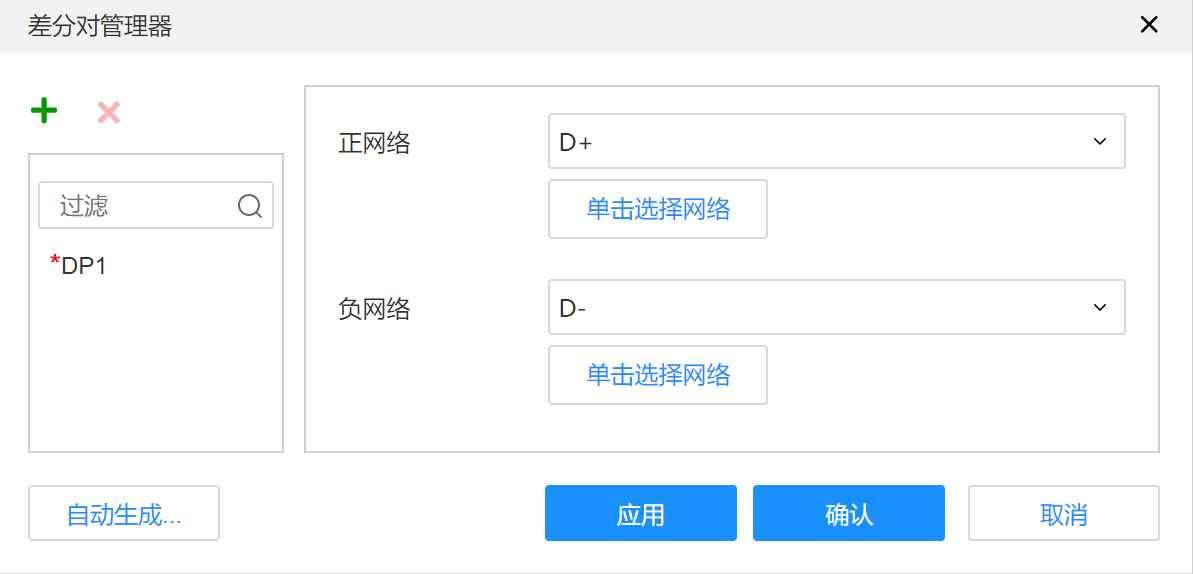 差分对管理器
过滤
*DP1
正网络
D+
单击选择网络
负网络
D-
单击选择网络
自动生成...
应用
确认
取消